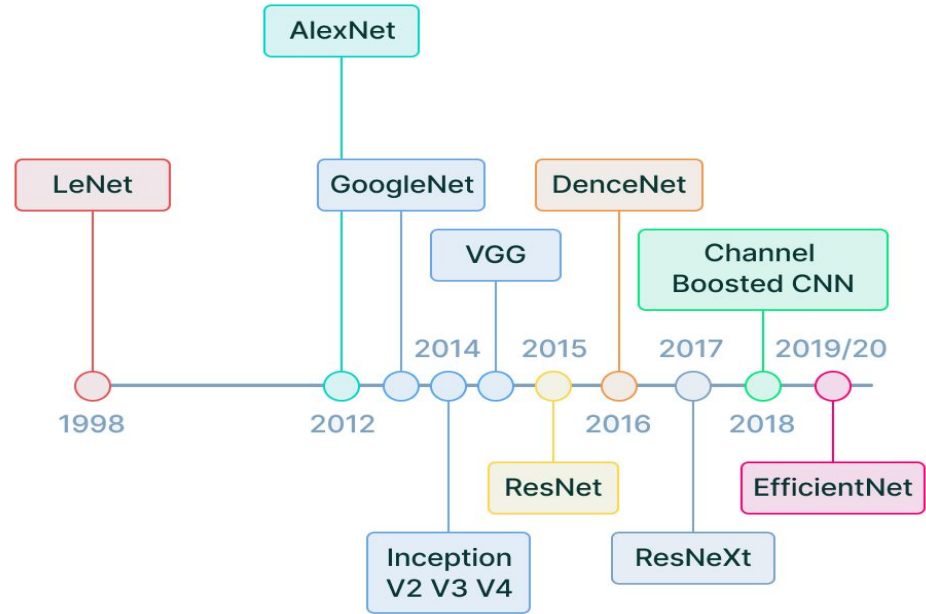 AlexNet
LeNet
GoogleNet
DenceNet
VGG
Channel
Boosted CNN
2014
2015
2017
2019/20
1998
2012
2016
2018
ResNet
EfficientNet
Inception
V2 V3 V4
ResNeXt